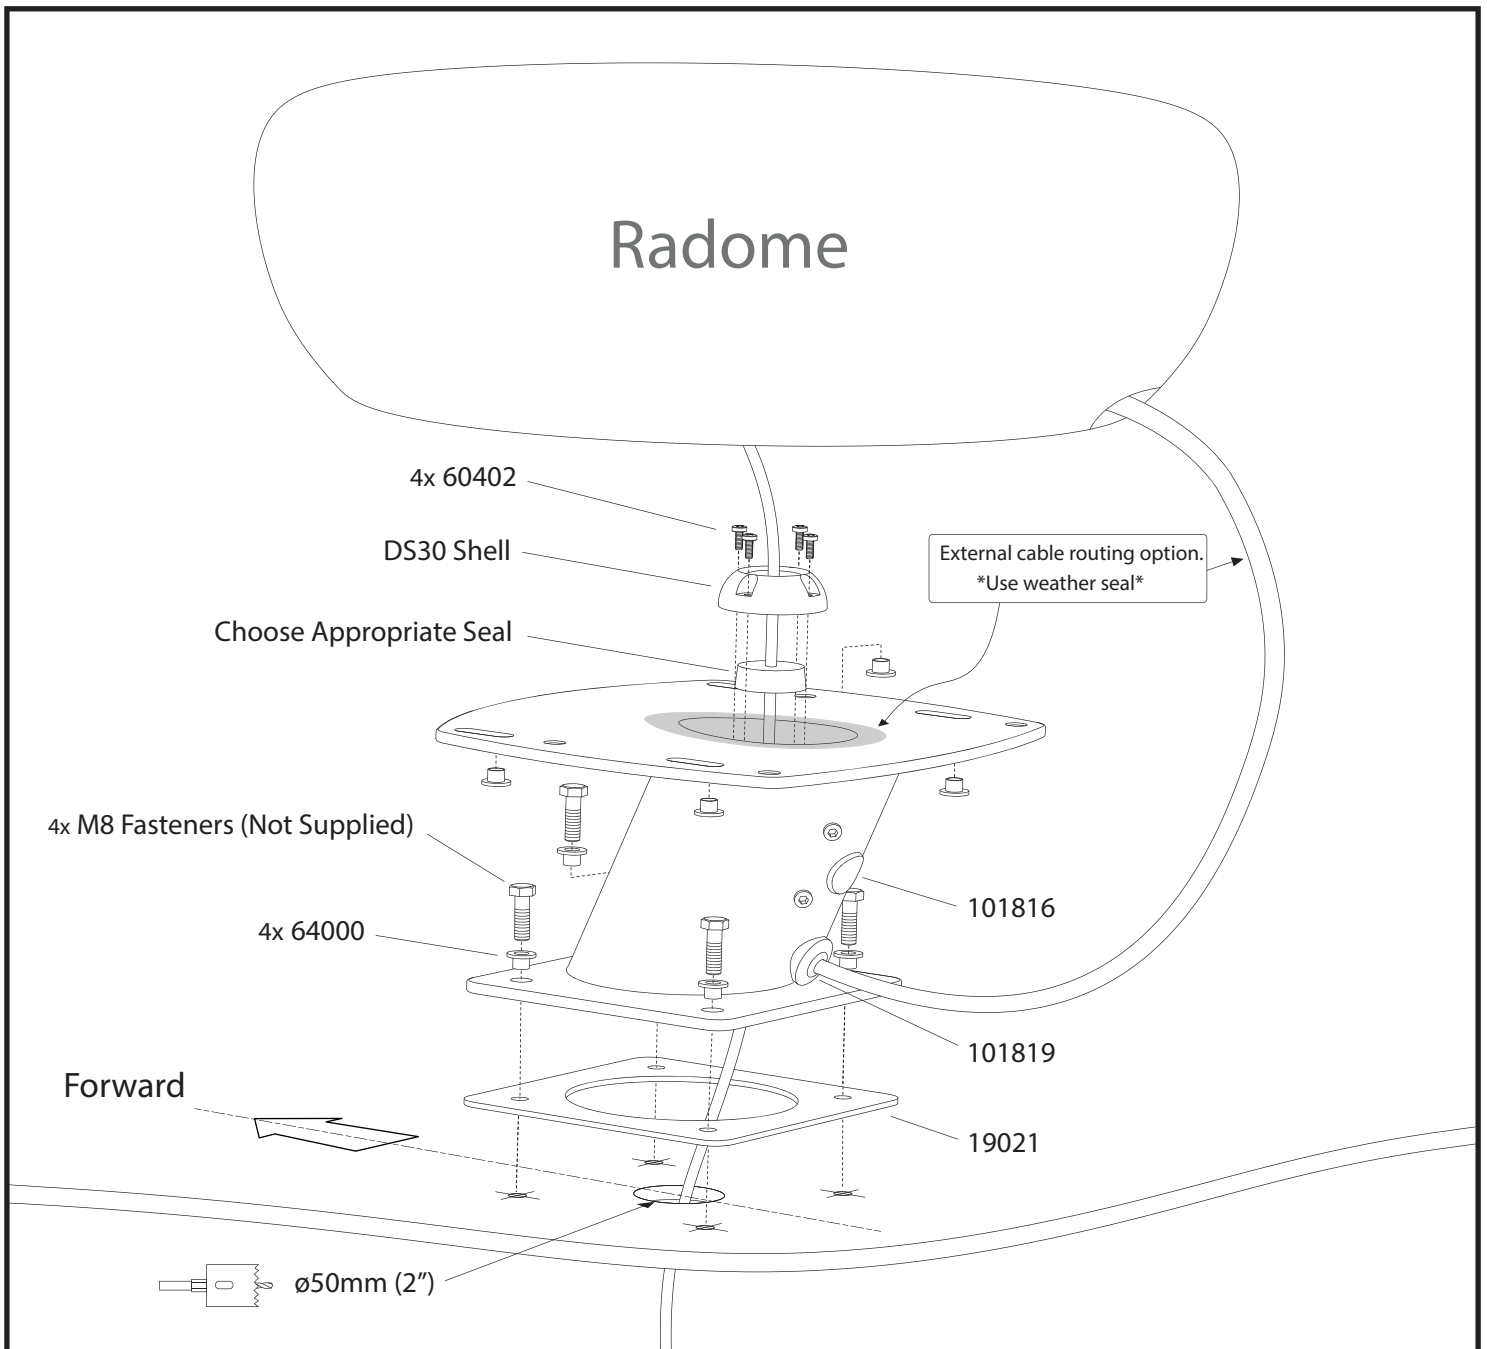 Radome
4x 60402
DS30 Shell
External cable routing option.
*Use weather seal*
Choose Appropriate Seal
4x M8 Fasteners (Not Supplied)
101816
4x 64000
101819
Forward
19021
ø50mm (2”)